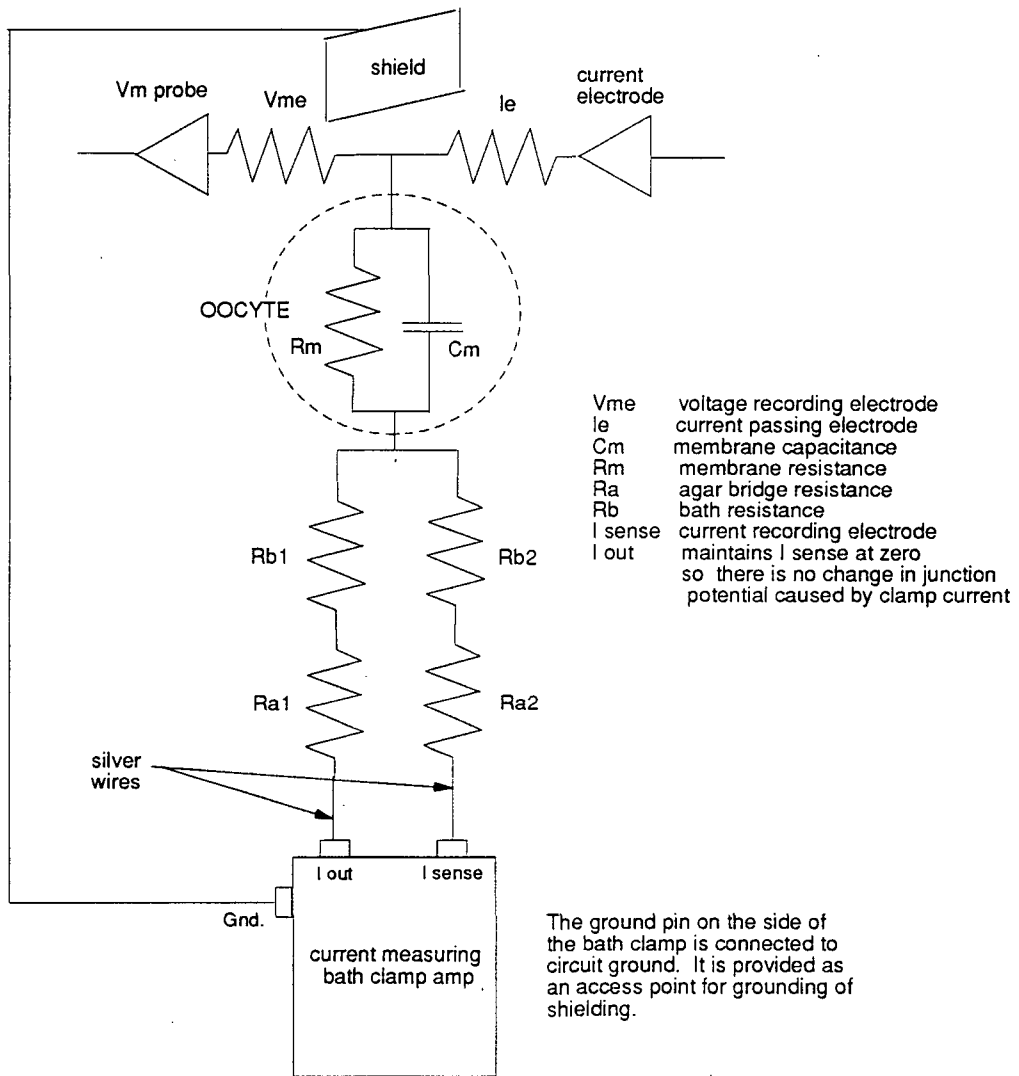 shield
current
electrode
Vm probe
Vme
Ie
OOCYTE
Rm
Cm
Vme voltage recording electrode
Ie current passing electrode
Cm membrane capacitance
Rm membrane resistance
Ra agar bridge resistance
Rb bath resistance
I sense current recording electrode
I out maintains I sense at zero
so there is no change in junction
potential caused by clamp current
Rb1
Rb2
Ra1
Ra2
silver
wires
I out
I sense
Gnd.
current measuring
bath clamp amp
The ground pin on the side of
the bath clamp is connected to
circuit ground. It is provided as
an access point for grounding of
shielding.